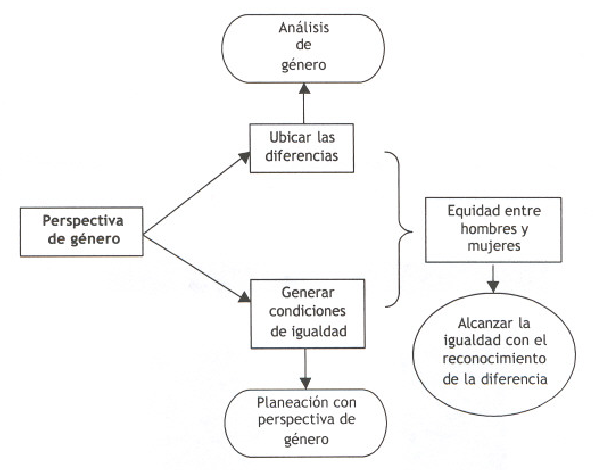 Análisis
de
género
Ubicar las
diferencias
Perspectiva
de género
Equidad entre
hombres y
mujeres
Generar
condiciones
de igualdad
Alcanzar la
igualdad con el
reconocimiento
de la diferencia
Planeación con
perspectiva de
género